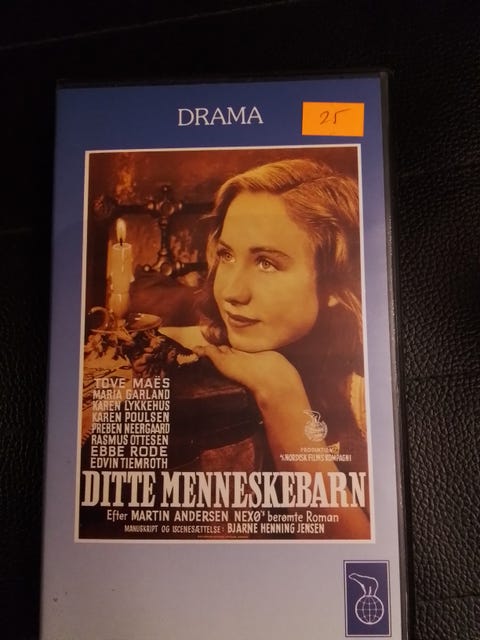 DRAMA
25
TOVE MAËS
MARIA GARLAND
KAREN LYKKEHUS
KAREN POULSEN
PREBEN NEERGAARD
RASMUS OTTESEN
EBBE RODE
EDVIN TIEMROTH
PRODUKTION
A/S NORDISK FILMS KOMPAGNI
DITTE MENNESKEBARN
Efter MARTIN ANDERSEN NEXØ's berømte Roman
MANUSKRIPT OG ISCENESÆTTELSE: BJARNE HENNING JENSEN